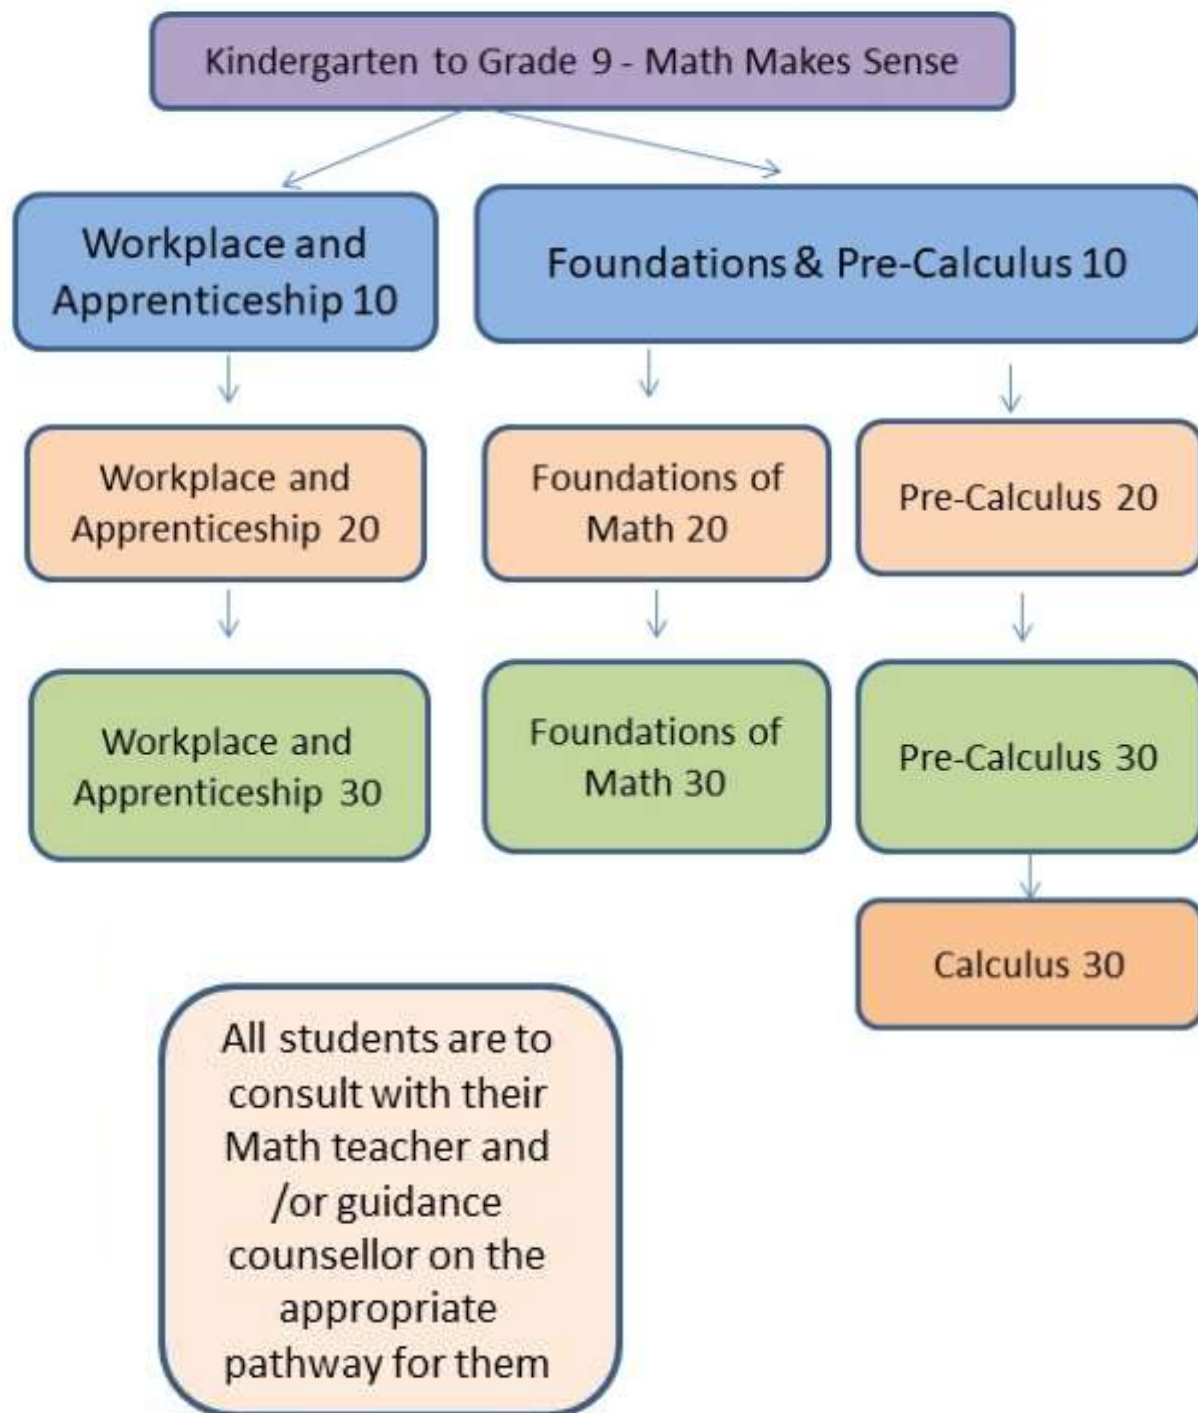 Kindergarten to Grade 9 - Math Makes Sense
Workplace and
Apprenticeship 10
Foundations & Pre-Calculus 10
Workplace and
Apprenticeship 20
Foundations of
Math 20
Pre-Calculus 20
Workplace and
Apprenticeship 30
Foundations of
Math 30
Pre-Calculus 30
Calculus 30
All students are to
consult with their
Math teacher and
/or guidance
counsellor on the
appropriate
pathway for them